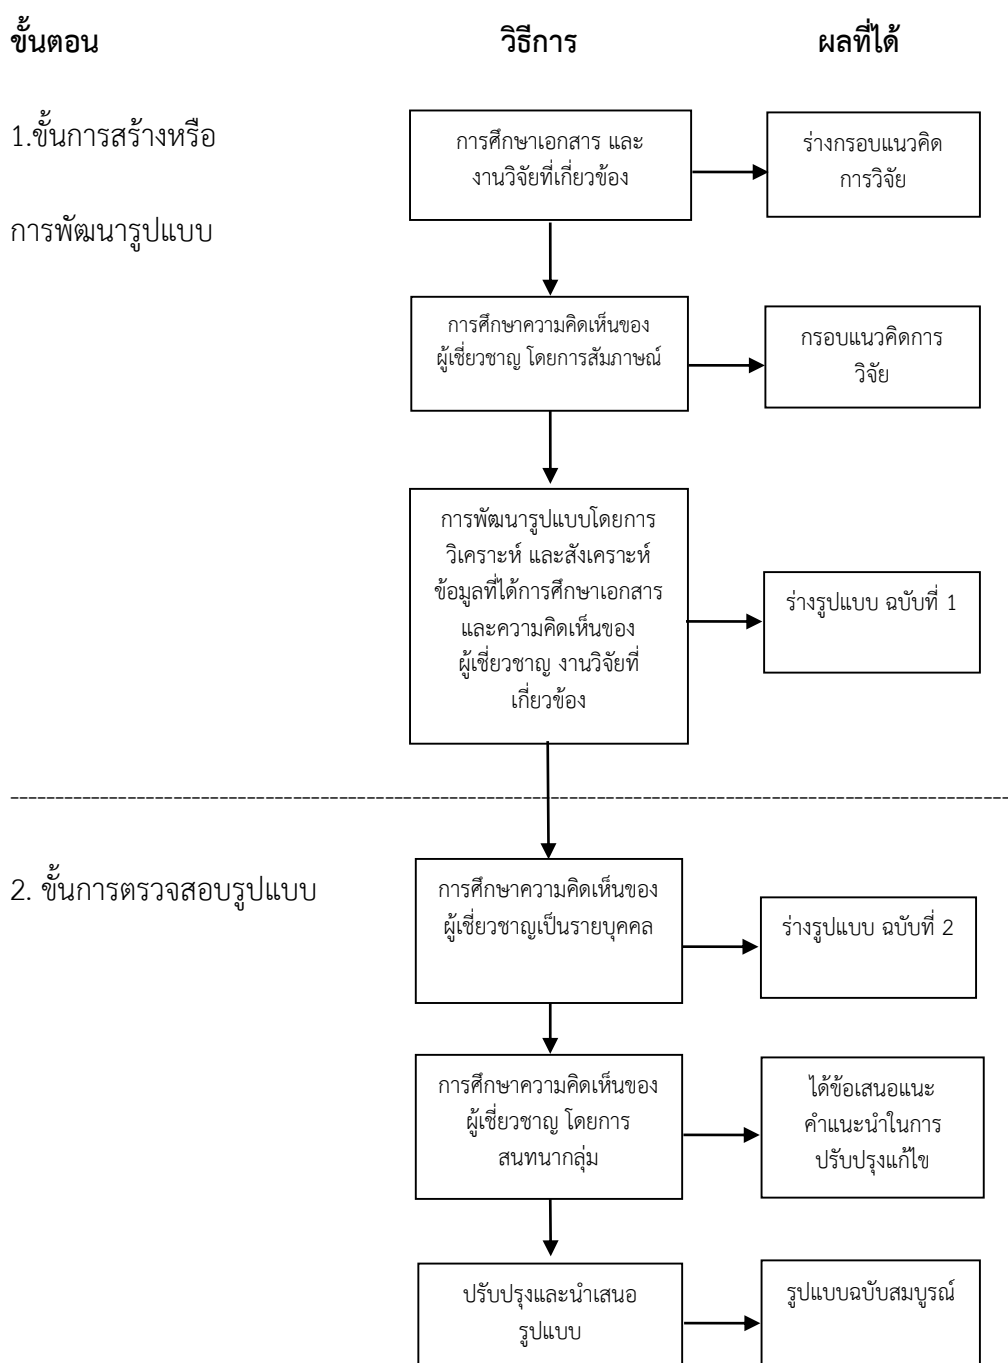 ขั้นตอน
วิธีการ
ผลที่ได้
1.ขั้นการสร้างหรือ
การพัฒนารูปแบบ
การศึกษาเอกสาร และ
งานวิจัยที่เกี่ยวข้อง
ร่างกรอบแนวคิด
การวิจัย
การศึกษาความคิดเห็นของ
ผู้เชี่ยวชาญ โดยการสัมภาษณ์
กรอบแนวคิดการ
วิจัย
การพัฒนารูปแบบโดยการ
วิเคราะห์ และสังเคราะห์
ข้อมูลที่ได้การศึกษาเอกสาร
และความคิดเห็นของ
ผู้เชี่ยวชาญ งานวิจัยที่
เกี่ยวข้อง
ร่างรูปแบบ ฉบับที่ 1
2. ขั้นการตรวจสอบรูปแบบ
การศึกษาความคิดเห็นของ
ผู้เชี่ยวชาญเป็นรายบุคคล
ร่างรูปแบบ ฉบับที่ 2
การศึกษาความคิดเห็นของ
ผู้เชี่ยวชาญ โดยการ
สนทนากลุ่ม
ได้ข้อเสนอแนะ
คำแนะนำในการ
ปรับปรุงแก้ไข
ปรับปรุงและนำเสนอ
รูปแบบ
รูปแบบฉบับสมบูรณ์